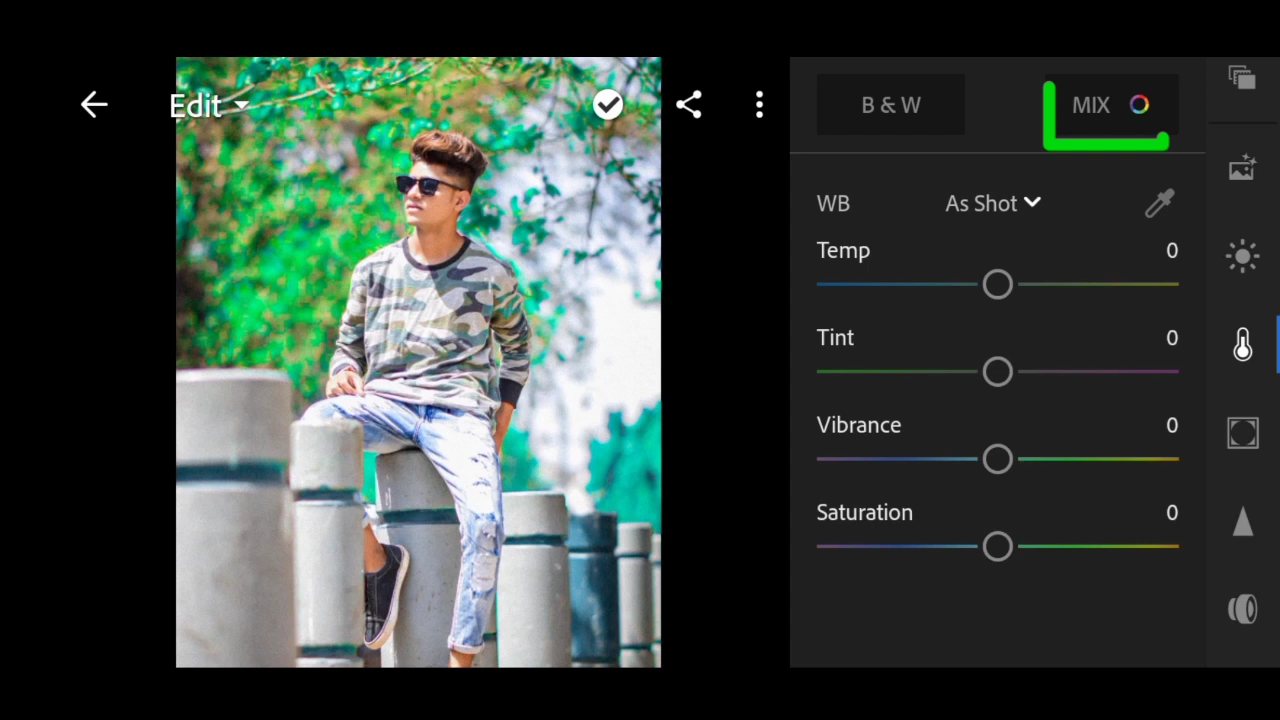 Edit
B & W
MIX
WB As Shot
Temp 0
Tint 0
Vibrance 0
Saturation 0